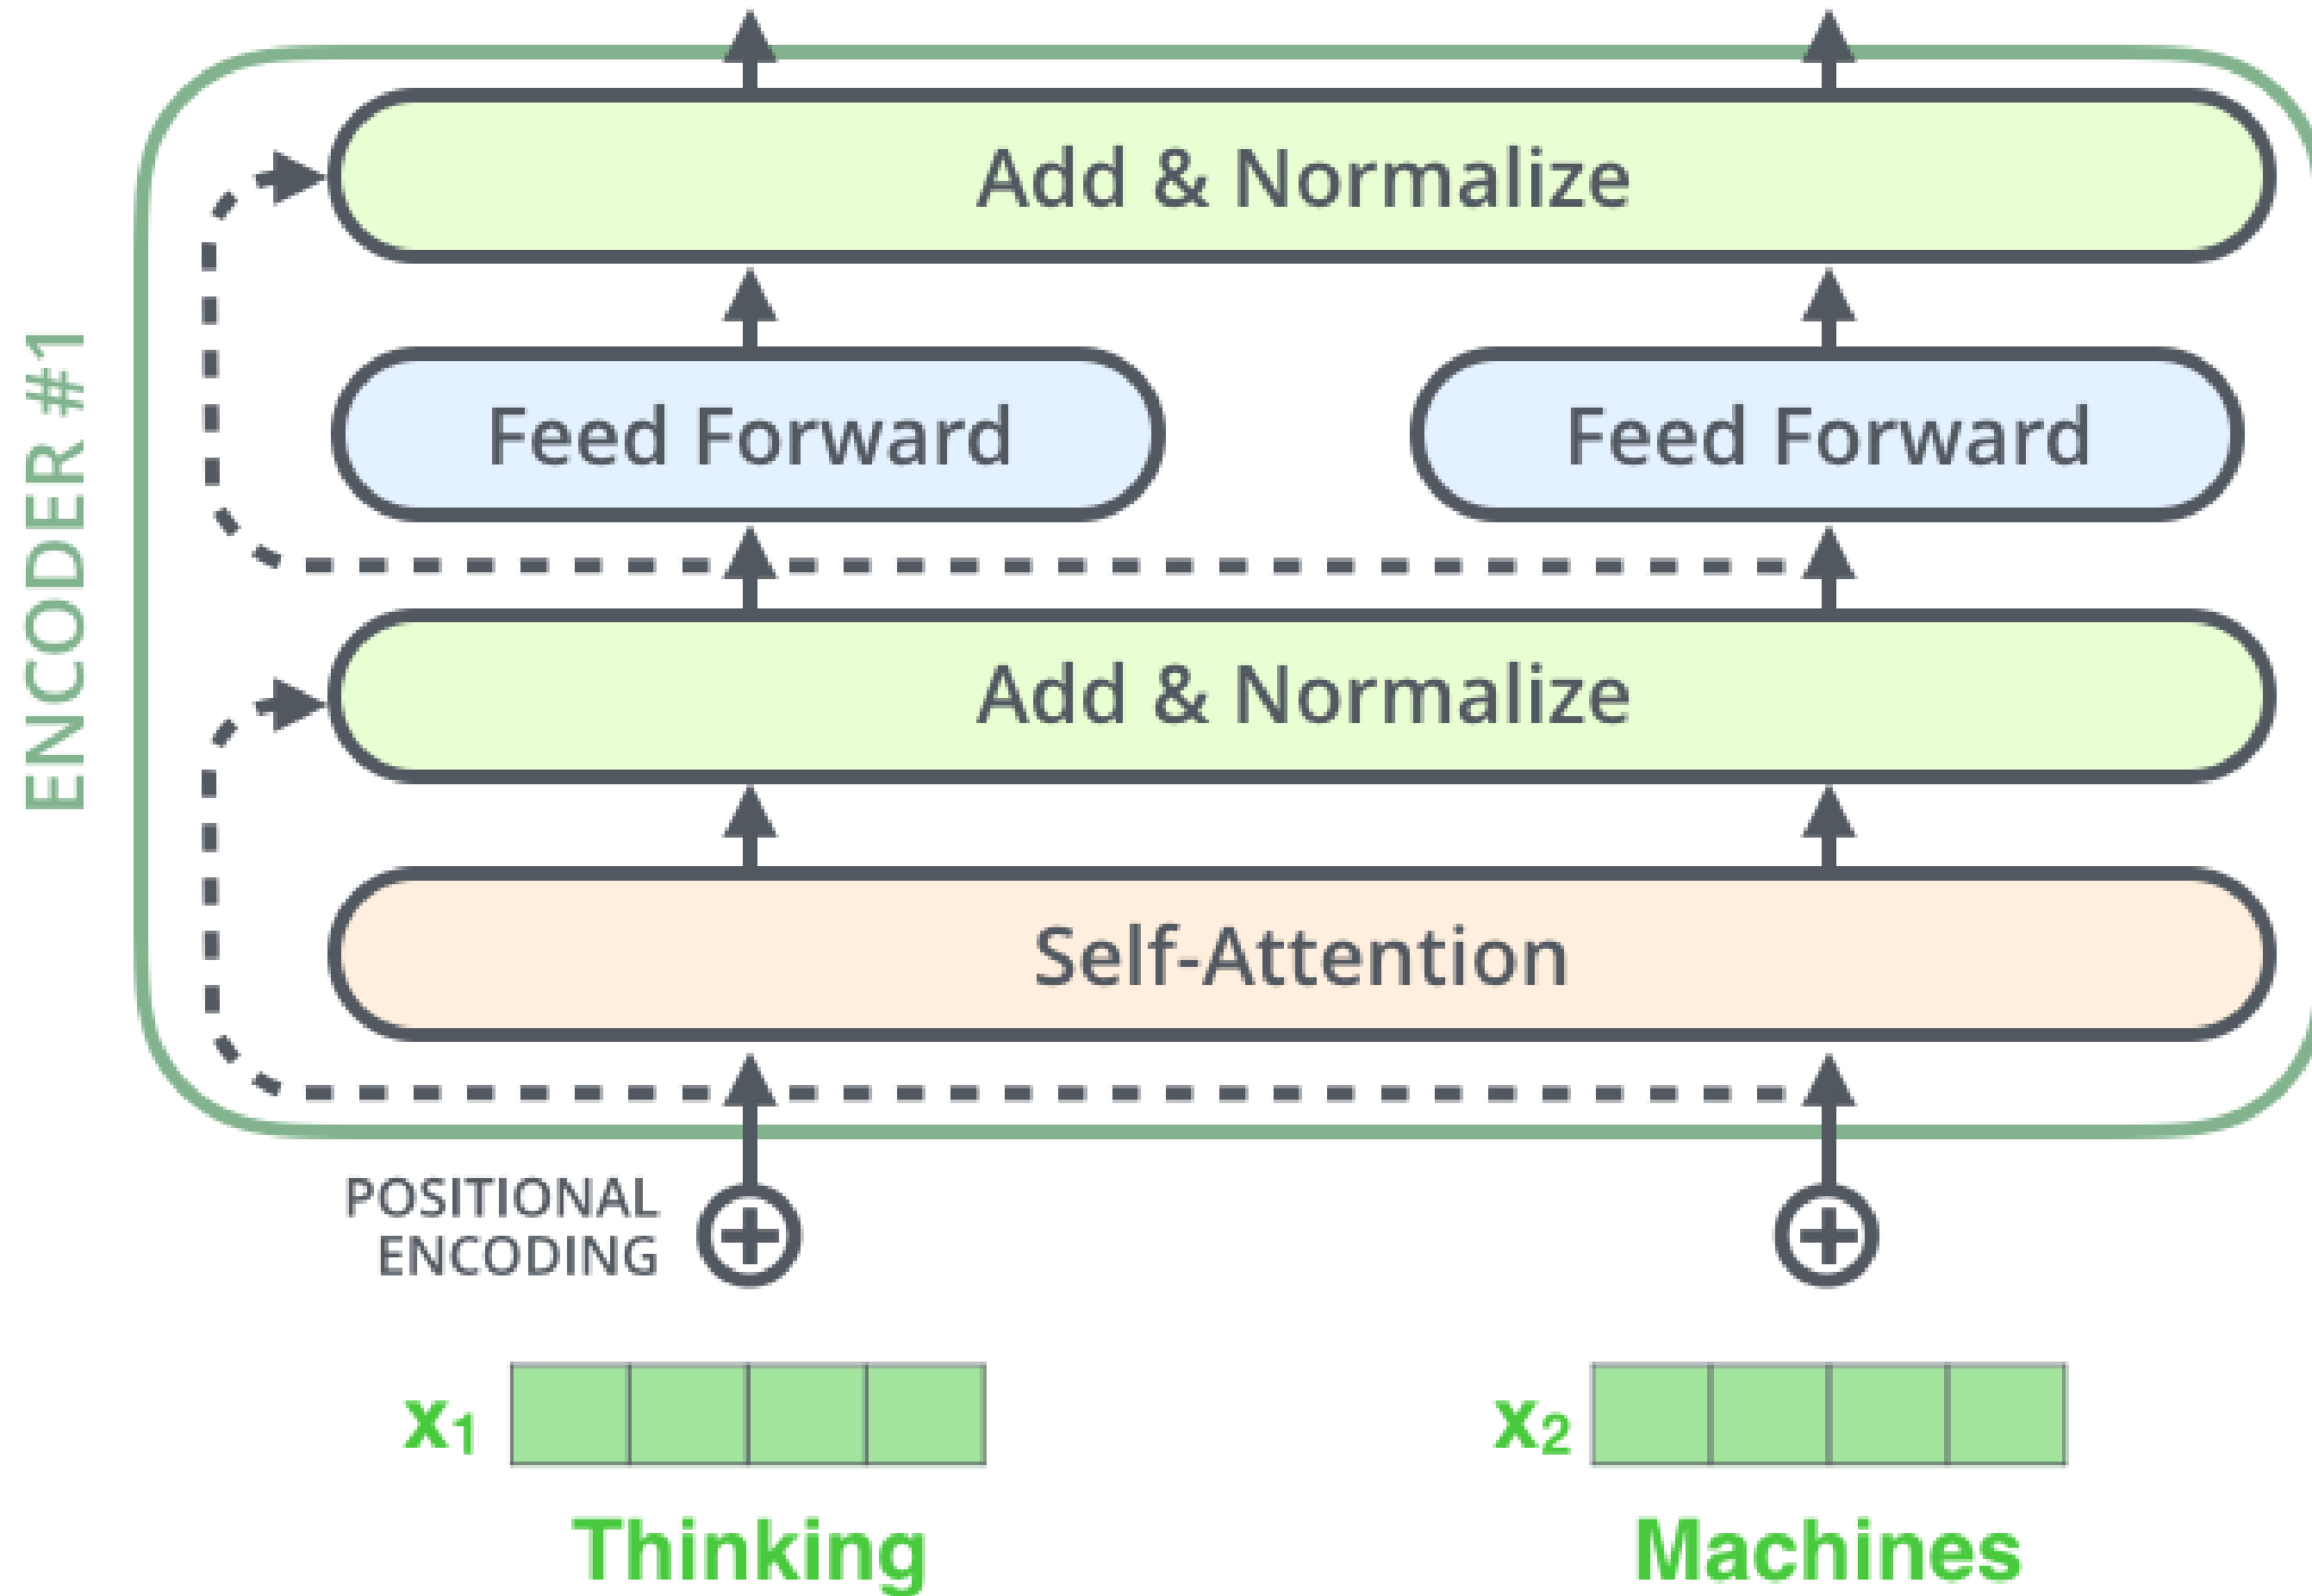 Add & Normalize
Feed Forward
Feed Forward
ENCODER #1
Add & Normalize
Self-Attention
POSITIONAL
ENCODING
x1
x2
Thinking
Machines